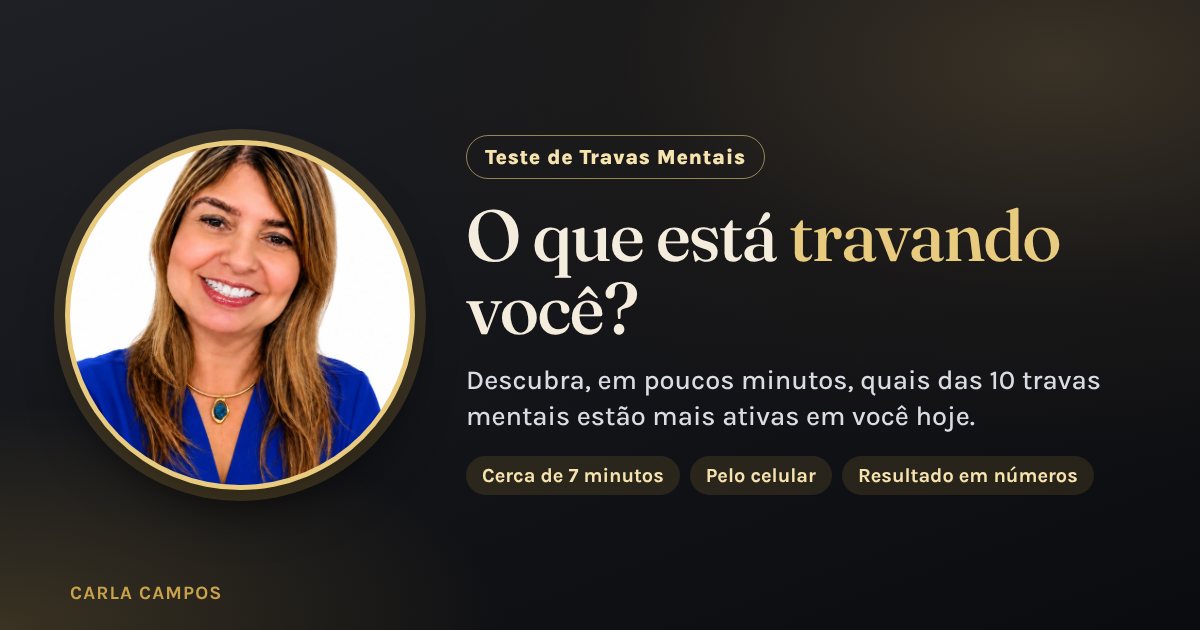 Teste de Travas Mentais
O que está travando
você?
Descubra, em poucos minutos, quais das 10 travas
mentais estão mais ativas em você hoje.
Cerca de 7 minutos
Pelo celular
Resultado em números
CARLA CAMPOS